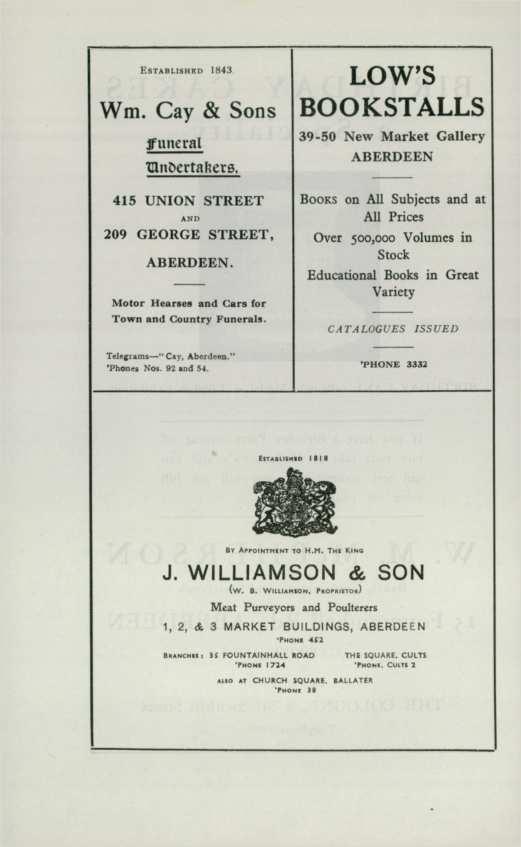 ESTABLISHED 1843.
Wm. Cay & Sons
Funeral
Undertakers.
415 UNION STREET
AND
209 GEORGE STREET,
ABERDEEN.
Motor Hearses and Cars for
Town and Country Funerals.
Telegrams—"Cay, Aberdeen."
'Phones Nos. 92 and 54.
LOW'S
BOOKSTALLS
39-50 New Market Gallery
ABERDEEN
BOOKS on All Subjects and at
All Prices
Over 500,000 Volumes in
Stock
Educational Books in Great
Variety
CATALOGUES ISSUED
'PHONE 3332
ESTABLISHED 1818
BY APPOINTMENT TO H.M. THE KING
J. WILLIAMSON & SON
(W. B. WILLIAMSON, PROPRIETOR)
Meat Purveyors and Poulterers
1, 2, & 3 MARKET BUILDINGS, ABERDEEN
'PHONE 452
BRANCHES: 35 FOUNTAINHALL ROAD
'PHONE 1724
THE SQUARE, CULTS
'PHONE, CULTS 2
ALSO AT CHURCH SQUARE, BALLATER
'PHONE 38